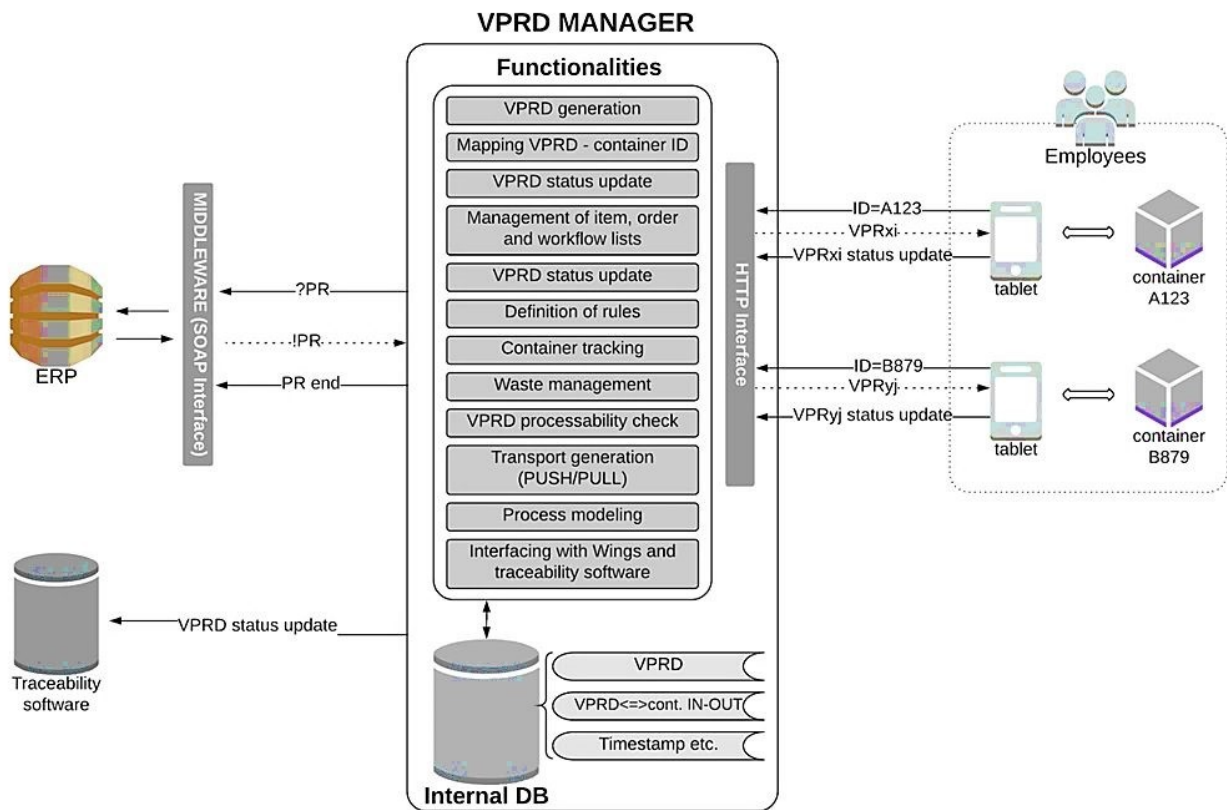 VPRD MANAGER
Functionalities
VPRD generation
Mapping VPRD - container ID
VPRD status update
Management of item, order
and workflow lists
VPRD status update
Definition of rules
Container tracking
Waste management
VPRD processability check
Transport generation
(PUSH/PULL)
Process modeling
Interfacing with Wings and
traceability software
MIDDLEWARE (SOAP Interface)
ERP
?PR
!PR
PR end
VPRD status update
Traceability
software
Internal DB
VPRD
VPRD<=>cont. IN-OUT
Timestamp etc.
HTTP Interface
Employees
ID=A123
VPRxi
VPRxi status update
tablet
container
A123
ID=B879
VPRyj
VPRyj status update
tablet
container
B879